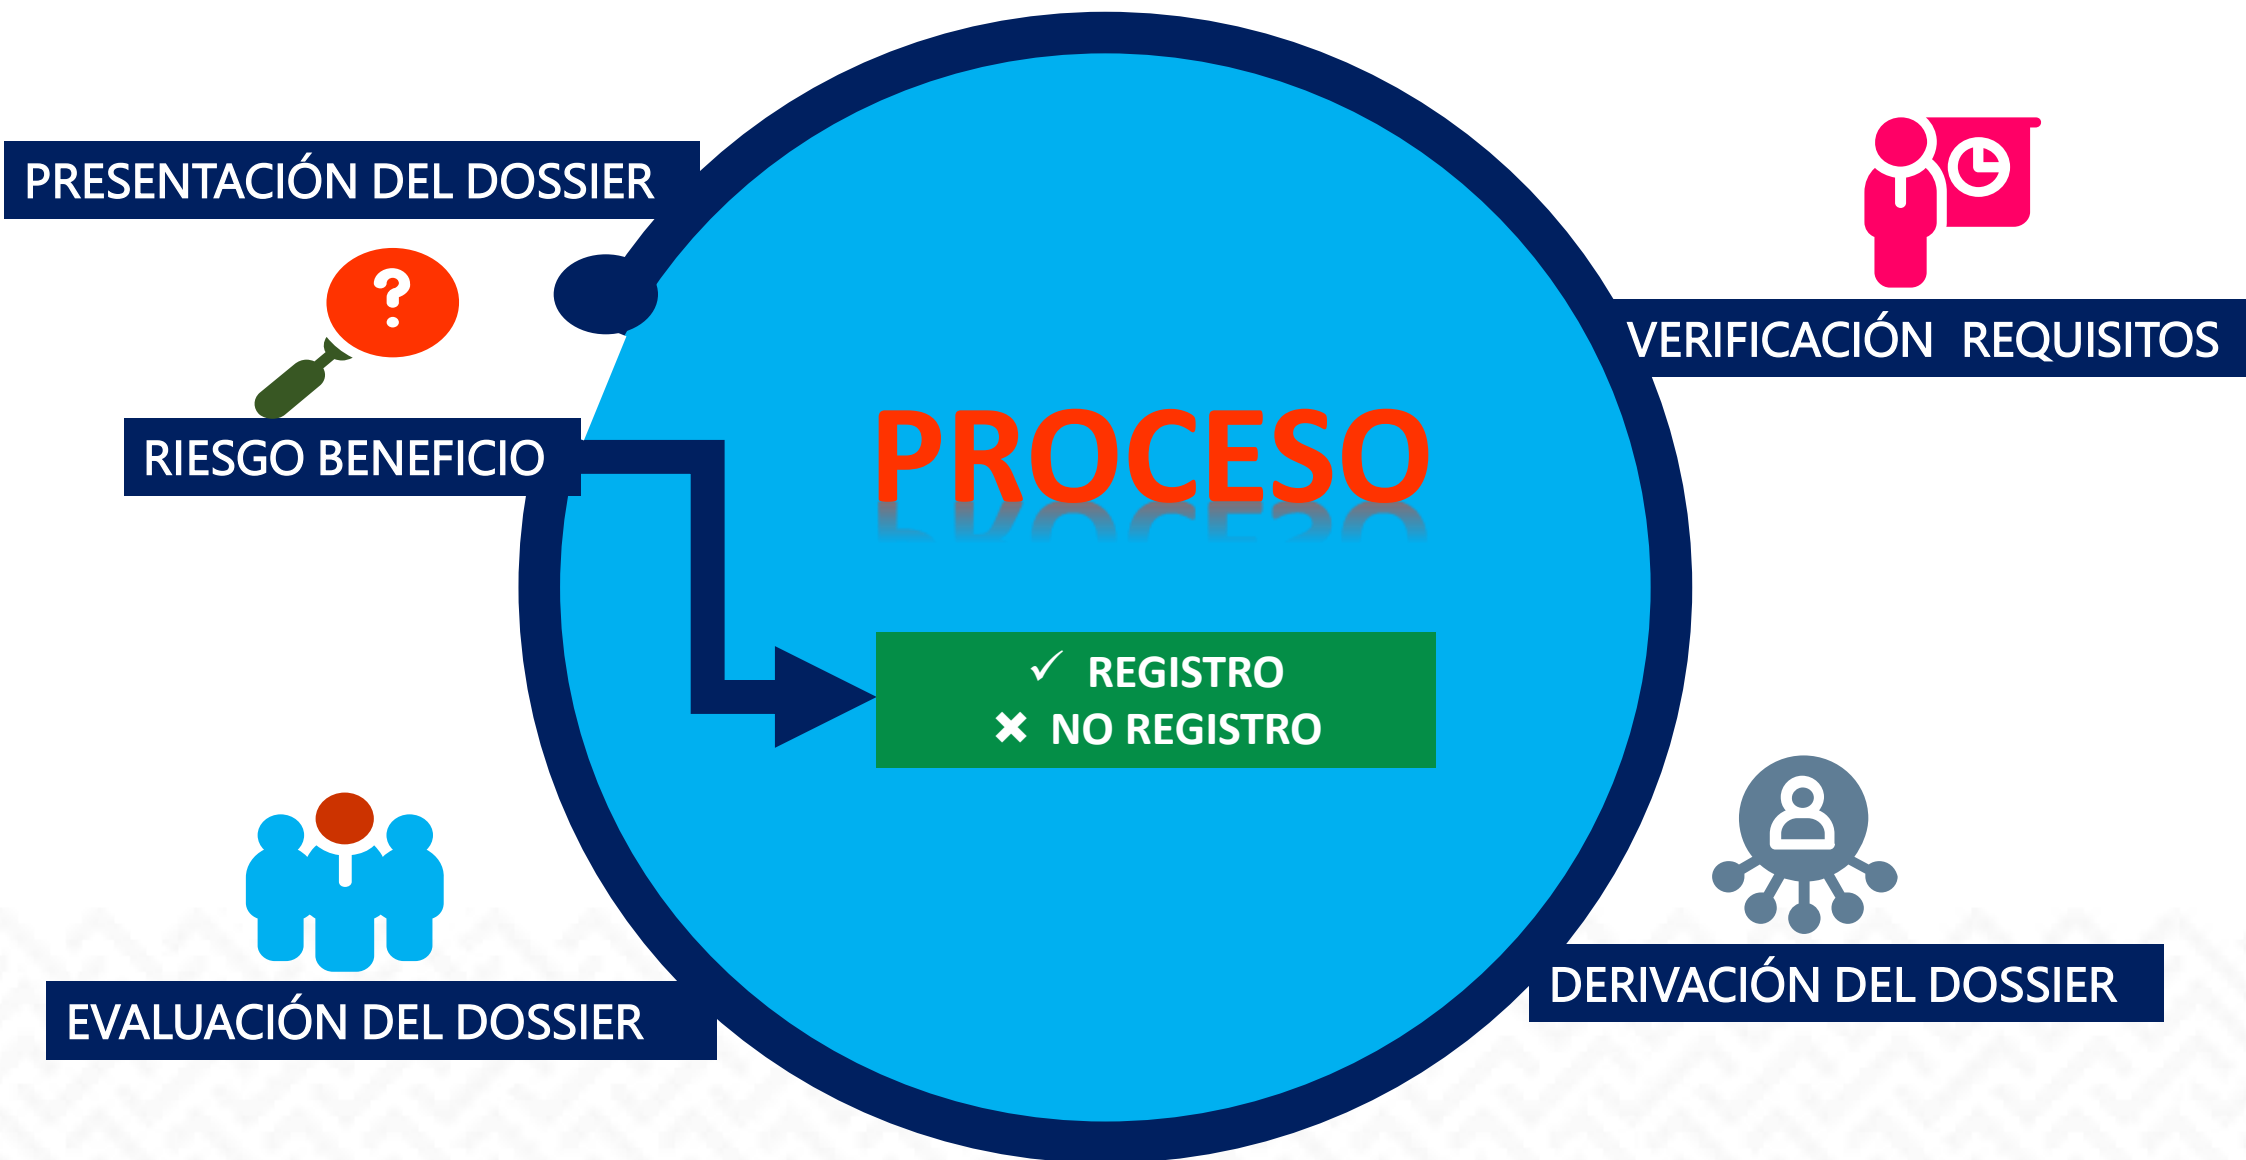 PRESENTACIÓN DEL DOSSIER
VERIFICACIÓN REQUISITOS
?
RIESGO BENEFICIO
PROCESO
✓ REGISTRO
✖ NO REGISTRO
DERIVACIÓN DEL DOSSIER
EVALUACIÓN DEL DOSSIER